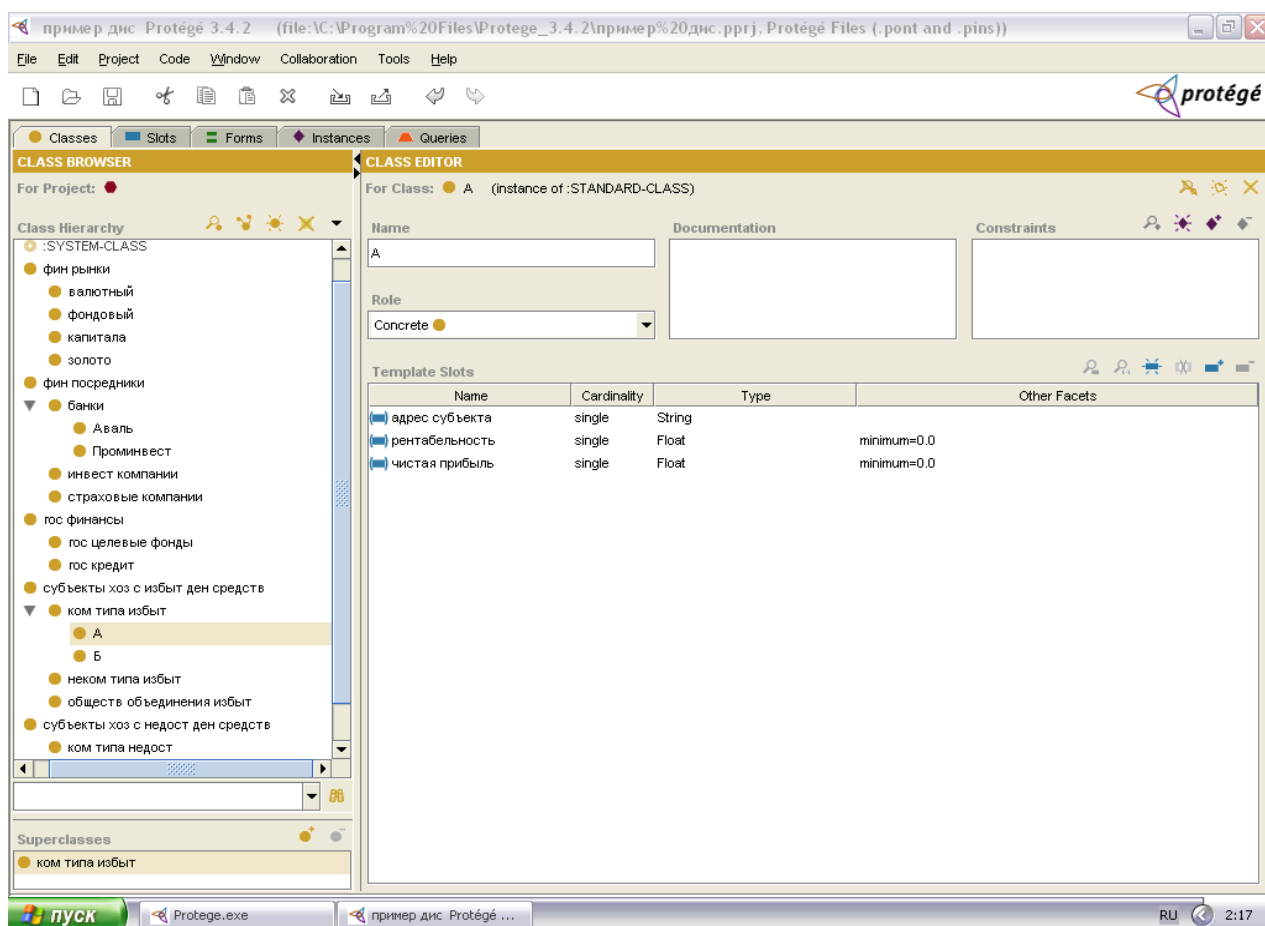 пример дис Protégé 3.4.2 (file:\C:\Program%20Files\Protege_3.4.2\пример%20дис.pprj, Protégé Files (.pont and .pins))
File Edit Project Code Window Collaboration Tools Help
protégé
Classes Slots Forms Instances Queries
CLASS BROWSER
For Project:
Class Hierarchy
:SYSTEM-CLASS
фин рынки
валютный
фондовый
капитала
золото
фин посредники
банки
Аваль
Проминвест
инвест компании
страховые компании
гос финансы
гос целевые фонды
гос кредит
субъекты хоз с избыт ден средств
ком типа избыт
А
Б
неком типа избыт
обществ объединения избыт
субъекты хоз с недост ден средств
ком типа недост
Superclasses
ком типа избыт
CLASS EDITOR
For Class: А (instance of :STANDARD-CLASS)
Name Documentation Constraints
А
Role
Concrete
Template Slots
Name Cardinality Type Other Facets
адрес субъекта single String
рентабельность single Float minimum=0.0
чистая прибыль single Float minimum=0.0
пуск Protege.exe пример дис Protégé ... RU 2:17